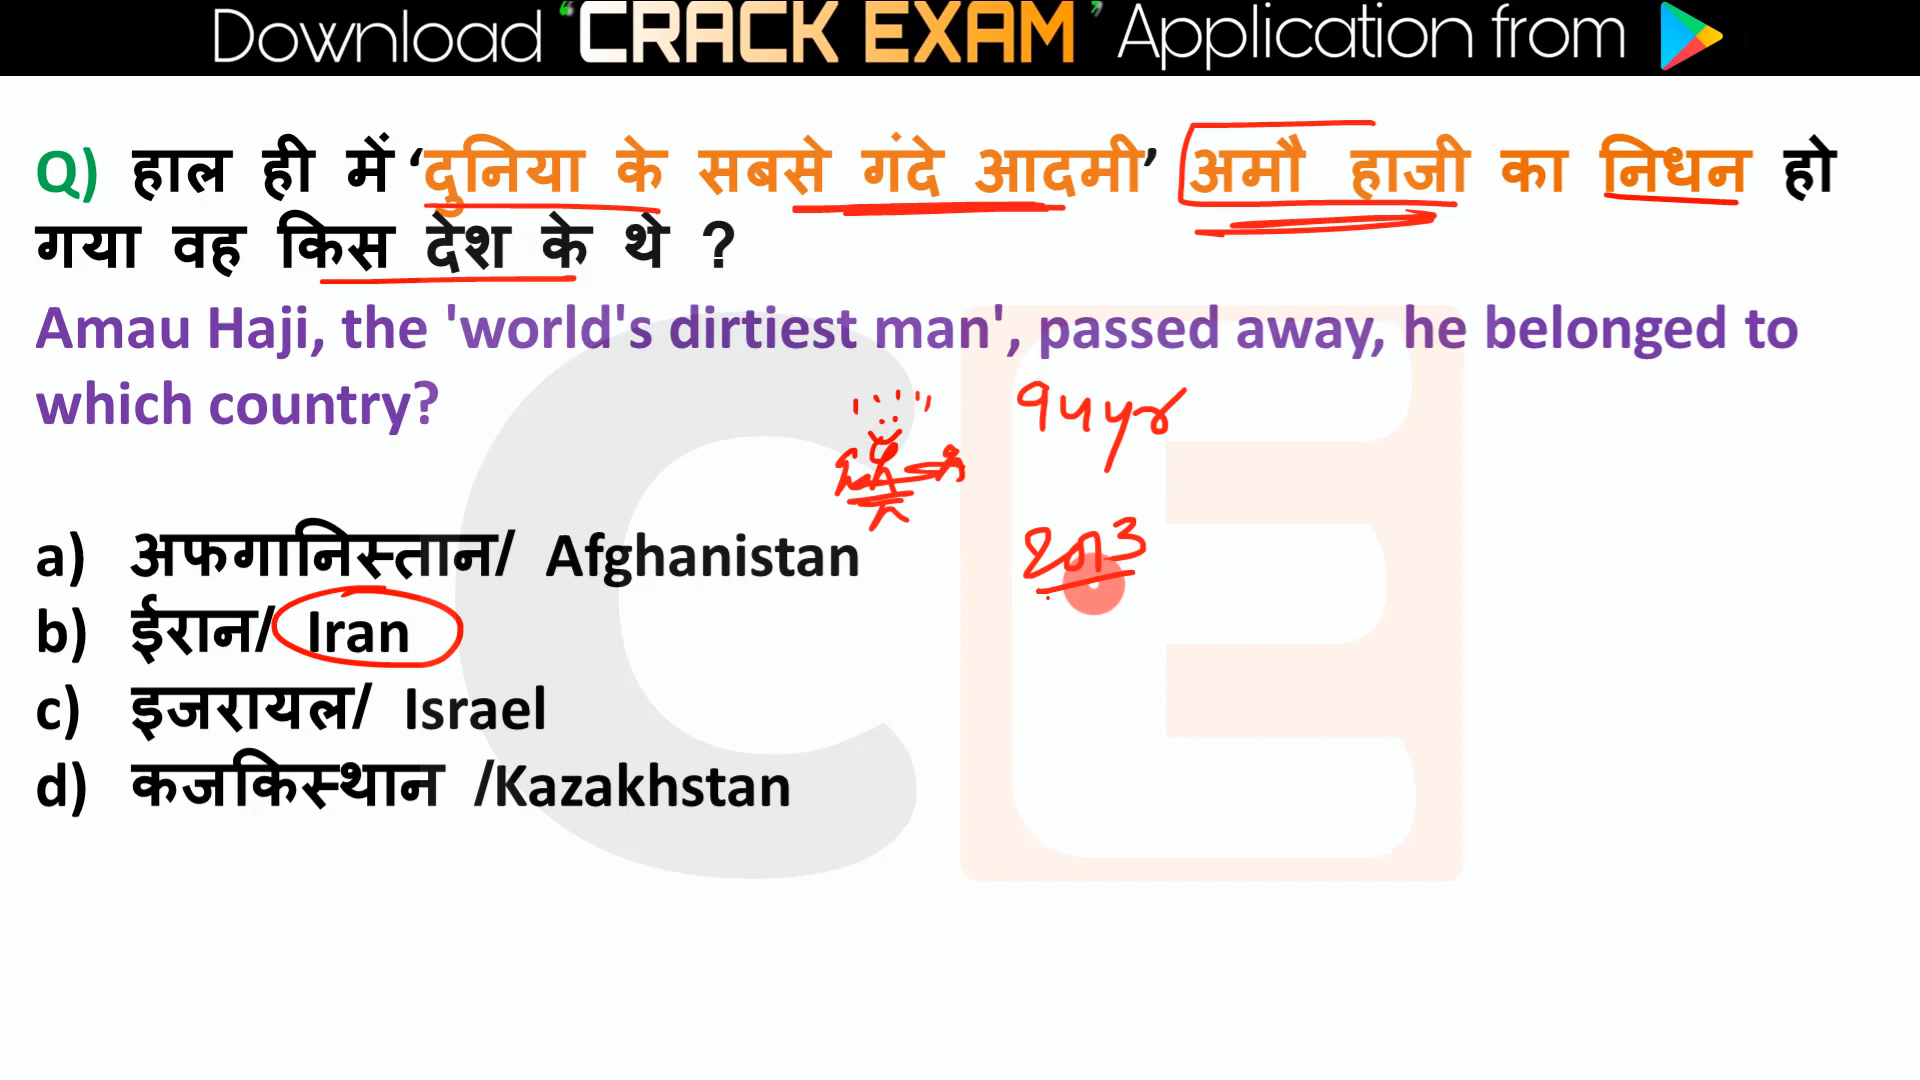 Download “CRACK EXAM” Application from
Q) हाल ही में ‘दुनिया के सबसे गंदे आदमी’ अमौ हाजी का निधन हो
गया वह किस देश के थे ?
Amau Haji, the 'world's dirtiest man', passed away, he belonged to
which country?
94yr
2013
a) अफगानिस्तान/ Afghanistan
b) ईरान/ Iran
c) इजरायल/ Israel
d) कजकिस्थान /Kazakhstan
CE